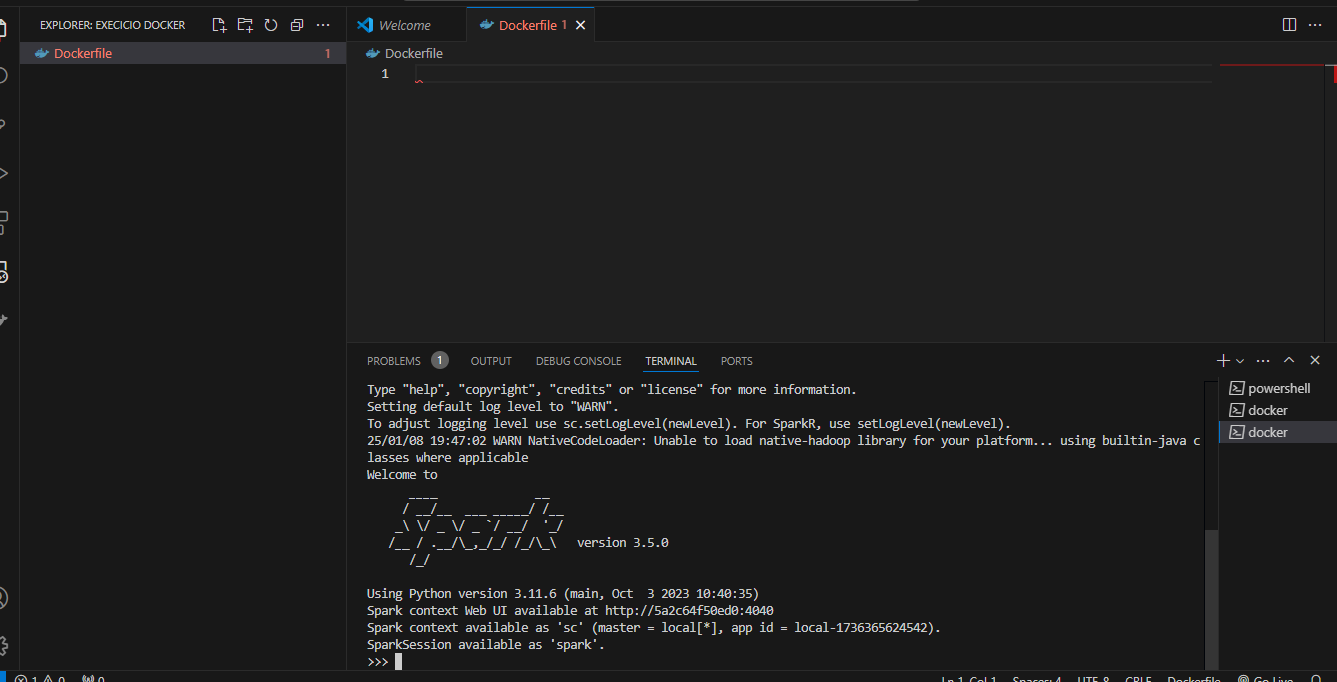 EXPLORER: EXECICIO DOCKER
Dockerfile 1
Welcome
Dockerfile 1
Dockerfile
1
PROBLEMS 1
OUTPUT
DEBUG CONSOLE
TERMINAL
PORTS
Type "help", "copyright", "credits" or "license" for more information.
Setting default log level to "WARN".
To adjust logging level use sc.setLogLevel(newLevel). For SparkR, use setLogLevel(newLevel).
25/01/08 19:47:02 WARN NativeCodeLoader: Unable to load native-hadoop library for your platform... using builtin-java c
lasses where applicable
Welcome to
      ____              __
     / __/__  ___ _____/ /__
    _\ \/ _ \/ _ `/ __/  '_/
   /__ / .__/\_,_/_/ /_/\_\   version 3.5.0
      /_/
Using Python version 3.11.6 (main, Oct  3 2023 10:40:35)
Spark context Web UI available at http://5a2c64f50ed0:4040
Spark context available as 'sc' (master = local[*], app id = local-1736365624542).
SparkSession available as 'spark'.
>>>
powershell
docker
docker
1 0
0
Ln 1, Col 1
Spaces: 4
UTF-8
CRLF
Dockerfile
Go Live